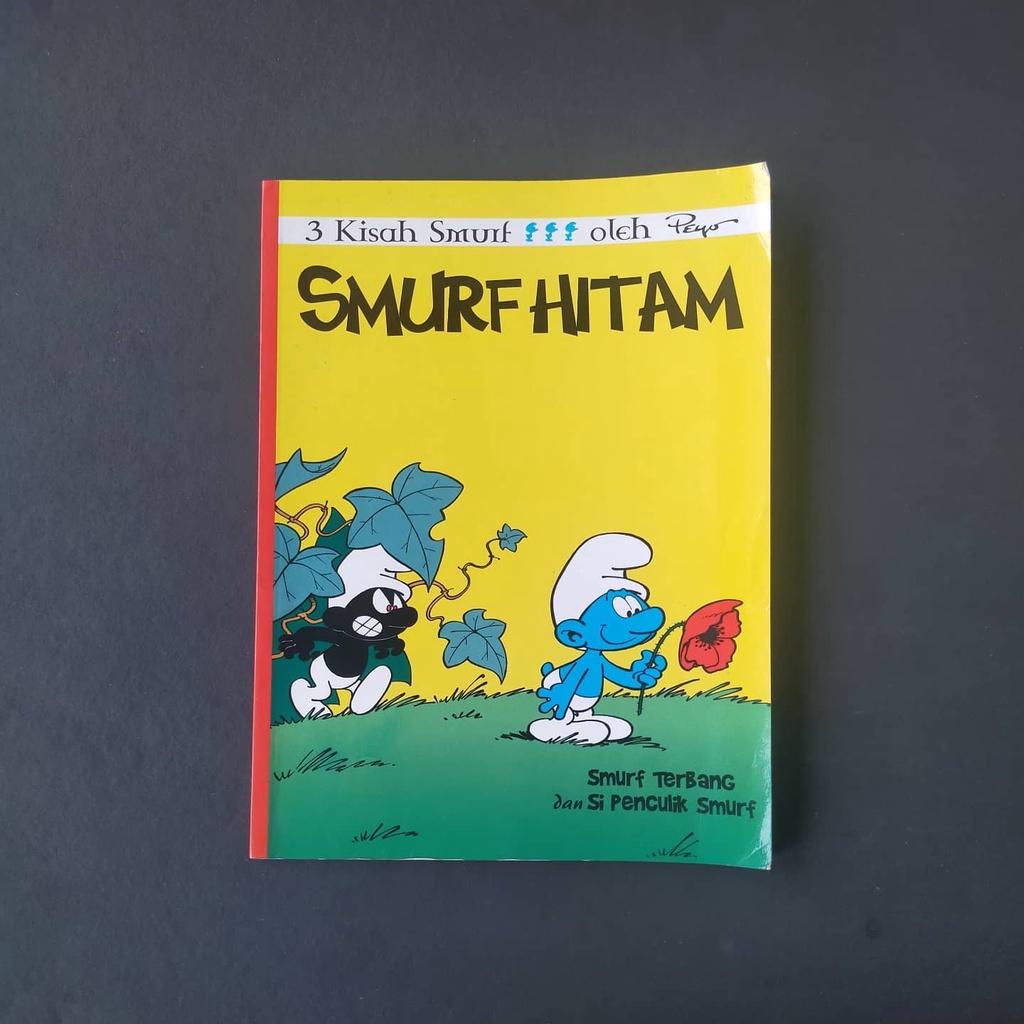 3 Kisah Smurf oleh Peyo
SMURF HITAM
Smurf Terbang
dan Si Penculik Smurf